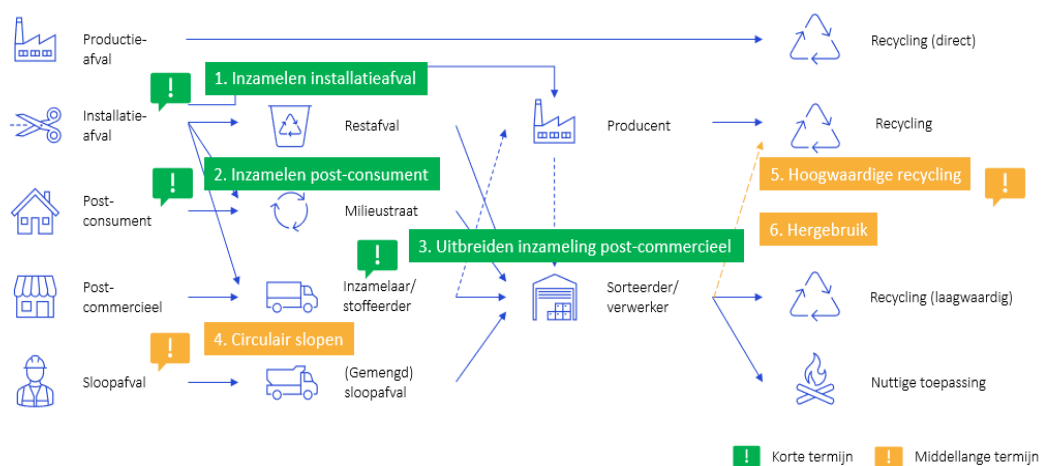 Productie-
afval
Recycling (direct)
1. Inzamelen installatieafval
Installatie-
afval
Restafval
Producent
Recycling
2. Inzamelen post-consument
5. Hoogwaardige recycling
Post-
consument
Milieustraat
6. Hergebruik
3. Uitbreiden inzameling post-commercieel
Post-
commercieel
Inzamelaar/
stoffeerder
Sorteerder/
verwerker
Recycling (laagwaardig)
4. Circulair slopen
Sloopafval
(Gemengd)
sloopafval
Nuttige toepassing
! Korte termijn
! Middellange termijn